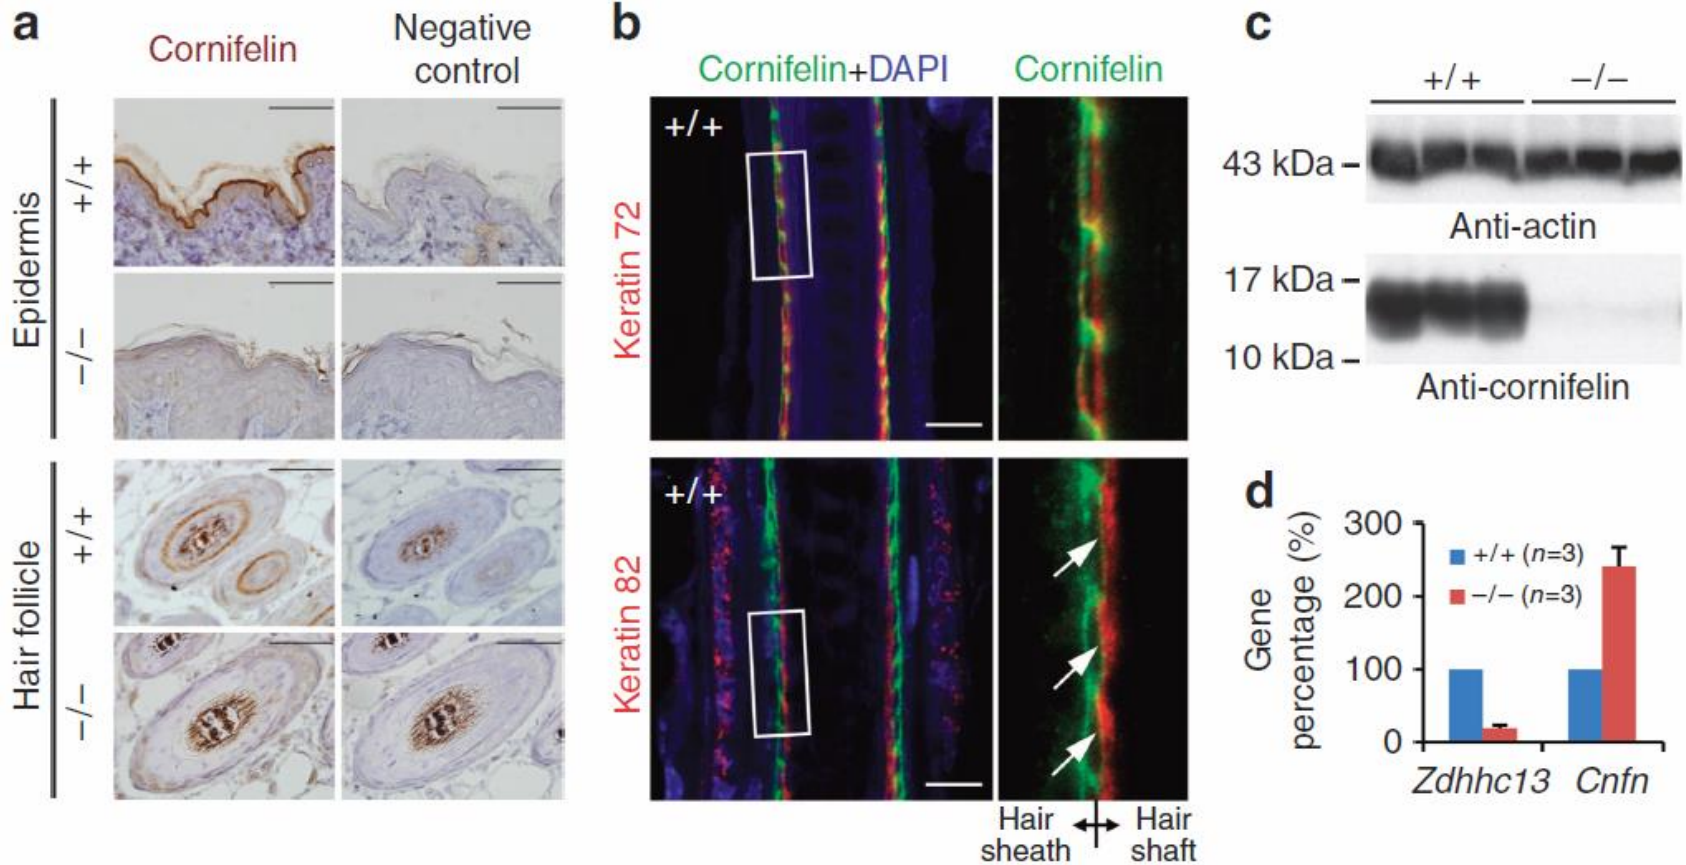 a
Cornifelin
Negative
control
Epidermis
+/+
−/−
Hair follicle
+/+
−/−
b
Cornifelin+DAPI
Cornifelin
Keratin 72
+/+
Keratin 82
+/+
Hair
sheath
Hair
shaft
c
+/+
−/−
43 kDa
Anti-actin
17 kDa
10 kDa
Anti-cornifelin
d
Gene
percentage (%)
300
200
100
0
+/+ (n=3)
−/− (n=3)
Zdhhc13
Cnfn